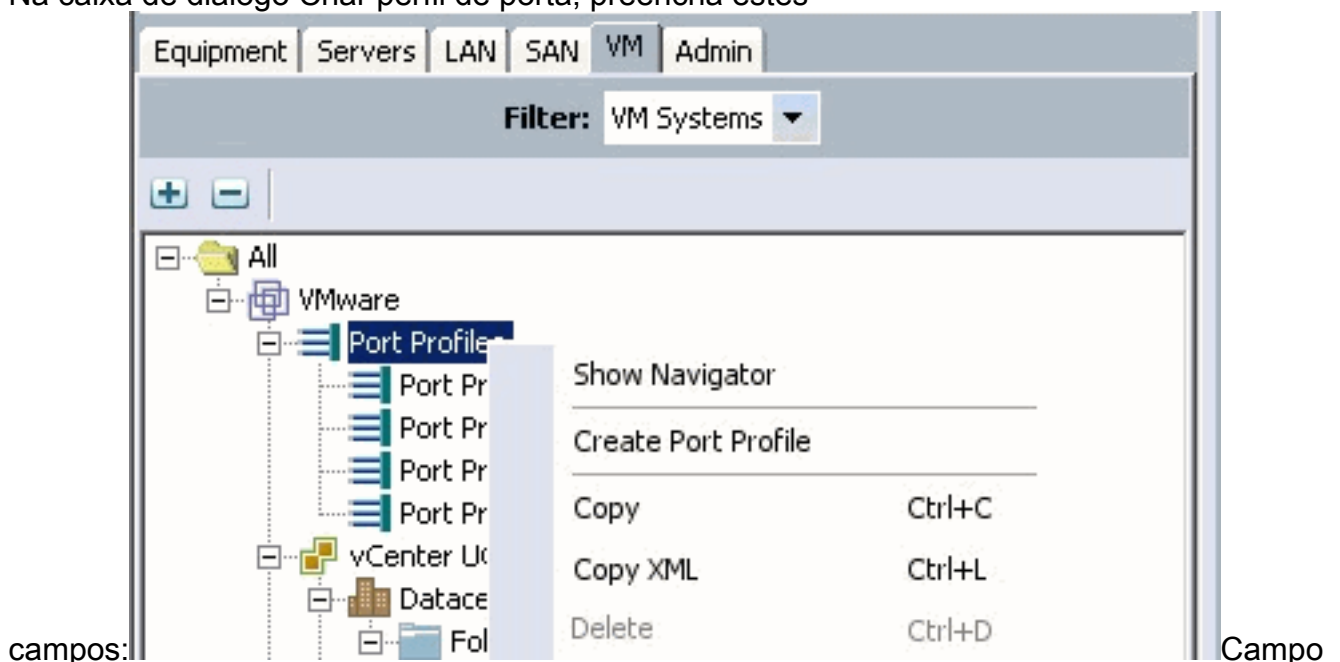 Na caixa de diálogo Criar perfil de porta, preencha estes
Equipment Servers LAN SAN VM Admin
Filter: VM Systems
All
VMware
Port Profiles
Show Navigator
Port Pr
Port Pr
Create Port Profile
Port Pr
Port Pr
Copy Ctrl+C
vCenter
Copy XML Ctrl+L
Datace
Delete Ctrl+D
Fol
campos: Campo